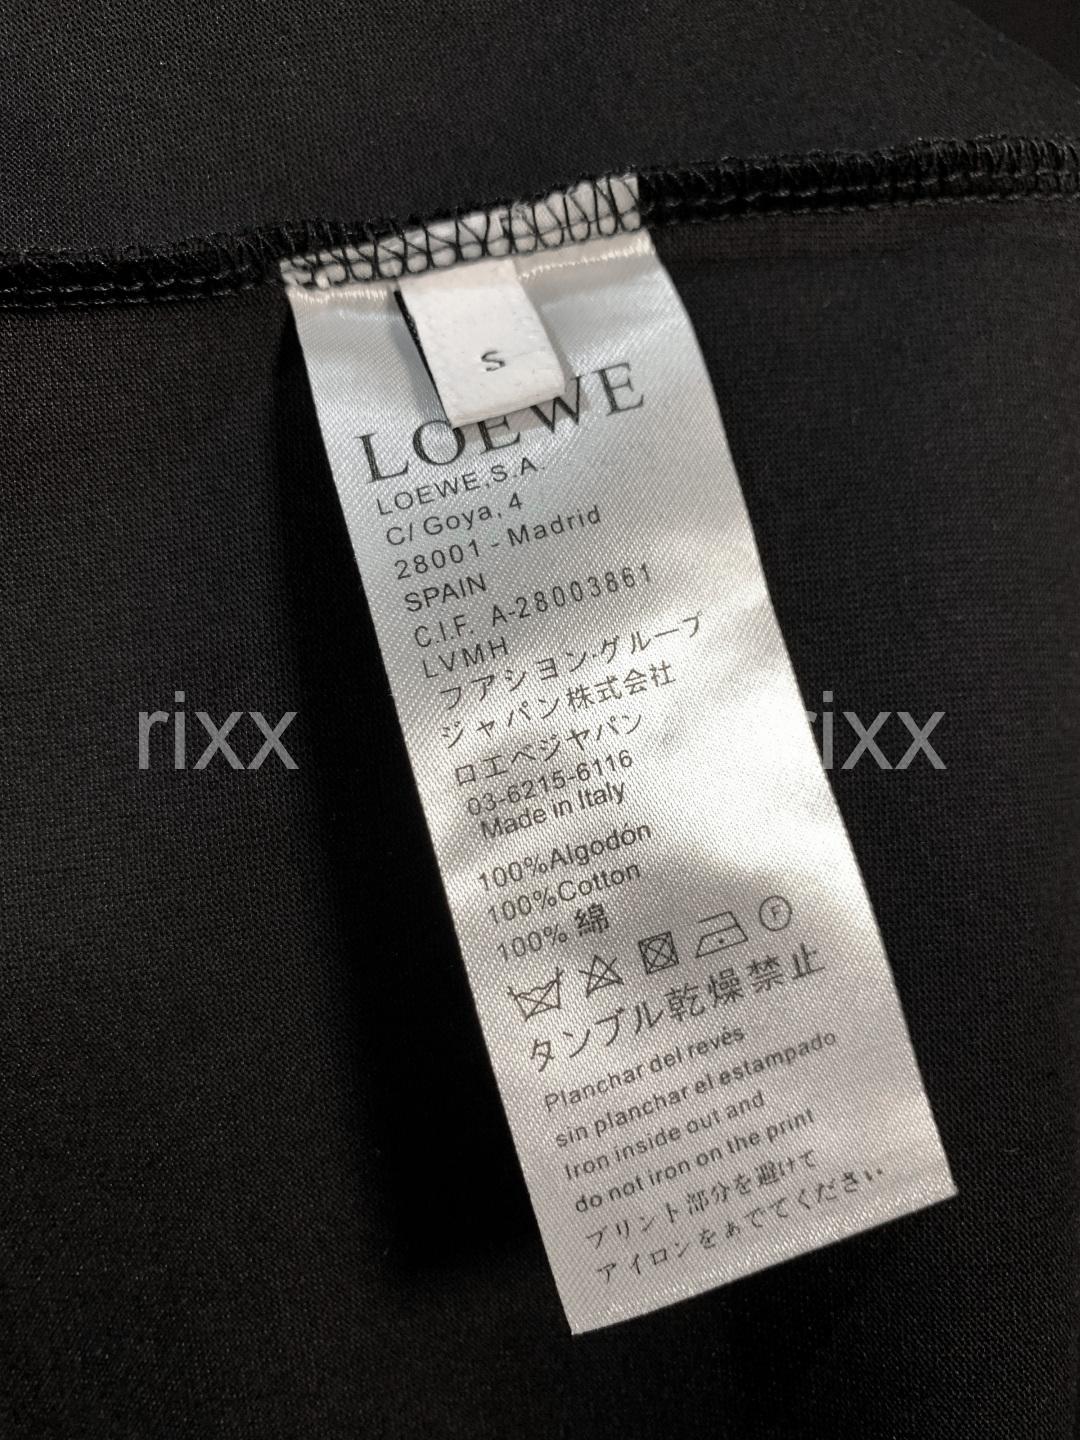 S
LOEWE
LOEWE,S.A.
C/ Goya, 4
28001 - Madrid
SPAIN
C.I.F. A-28003861
LVMH
フアション·グループ
ジャパン株式会社
ロエベジヤパン
03-6215-6116
Made in Italy
100%Algodón
100%Cotton
100% 綿
F
タンブル乾燥禁止
Planchar del revés
sin planchar el estampado
Iron inside out and
do not iron on the print
プリント部分を避けて
アイロンをぁでてください
rixx
rixx